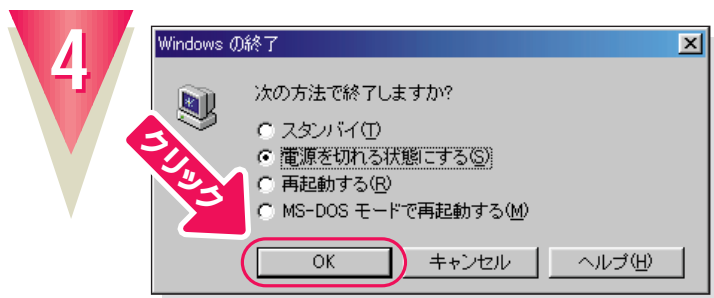 4
Windows の終了
次の方法で終了しますか?
スタンバイ(T)
電源を切れる状態にする(S)
再起動する(R)
MS-DOS モードで再起動する(M)
クリック
OK キャンセル ヘルプ(H)